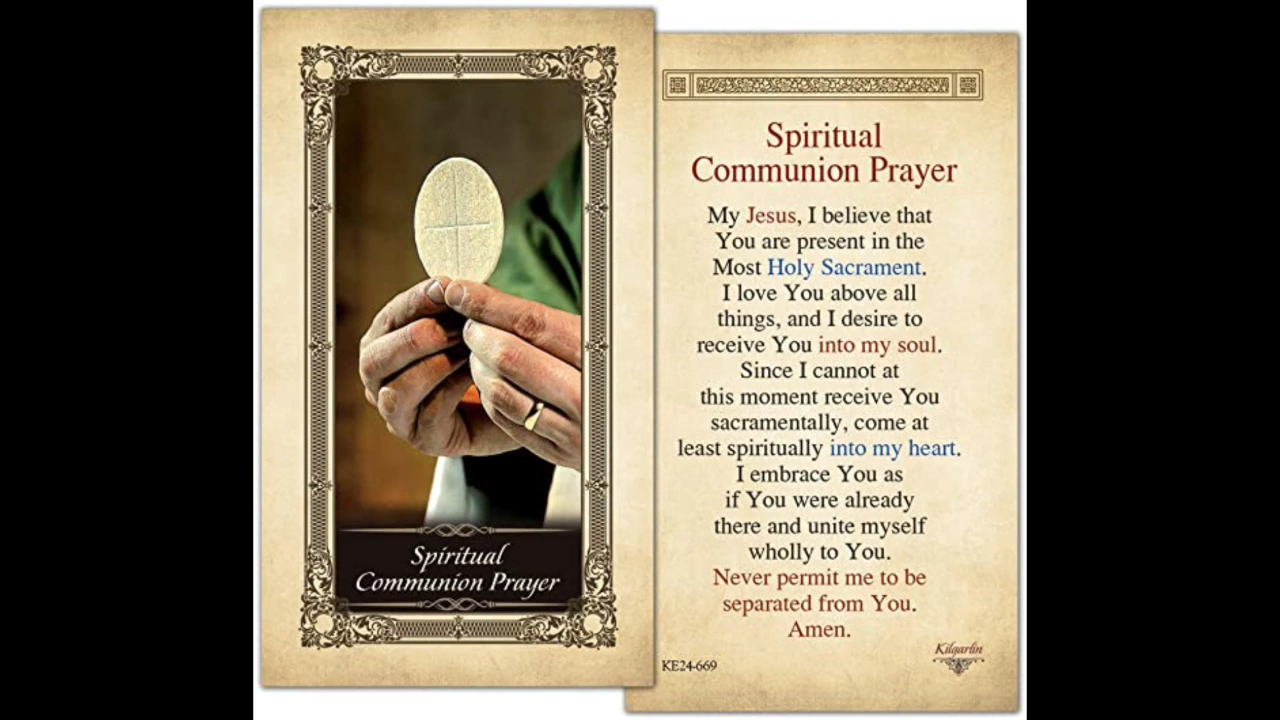 Spiritual
Communion Prayer
Spiritual
Communion Prayer
My Jesus, I believe that
You are present in the
Most Holy Sacrament.
I love You above all
things, and I desire to
receive You into my soul.
Since I cannot at
this moment receive You
sacramentally, come at
least spiritually into my heart.
I embrace You as
if You were already
there and unite myself
wholly to You.
Never permit me to be
separated from You.
Amen.
KE24-669
Kilgarlin